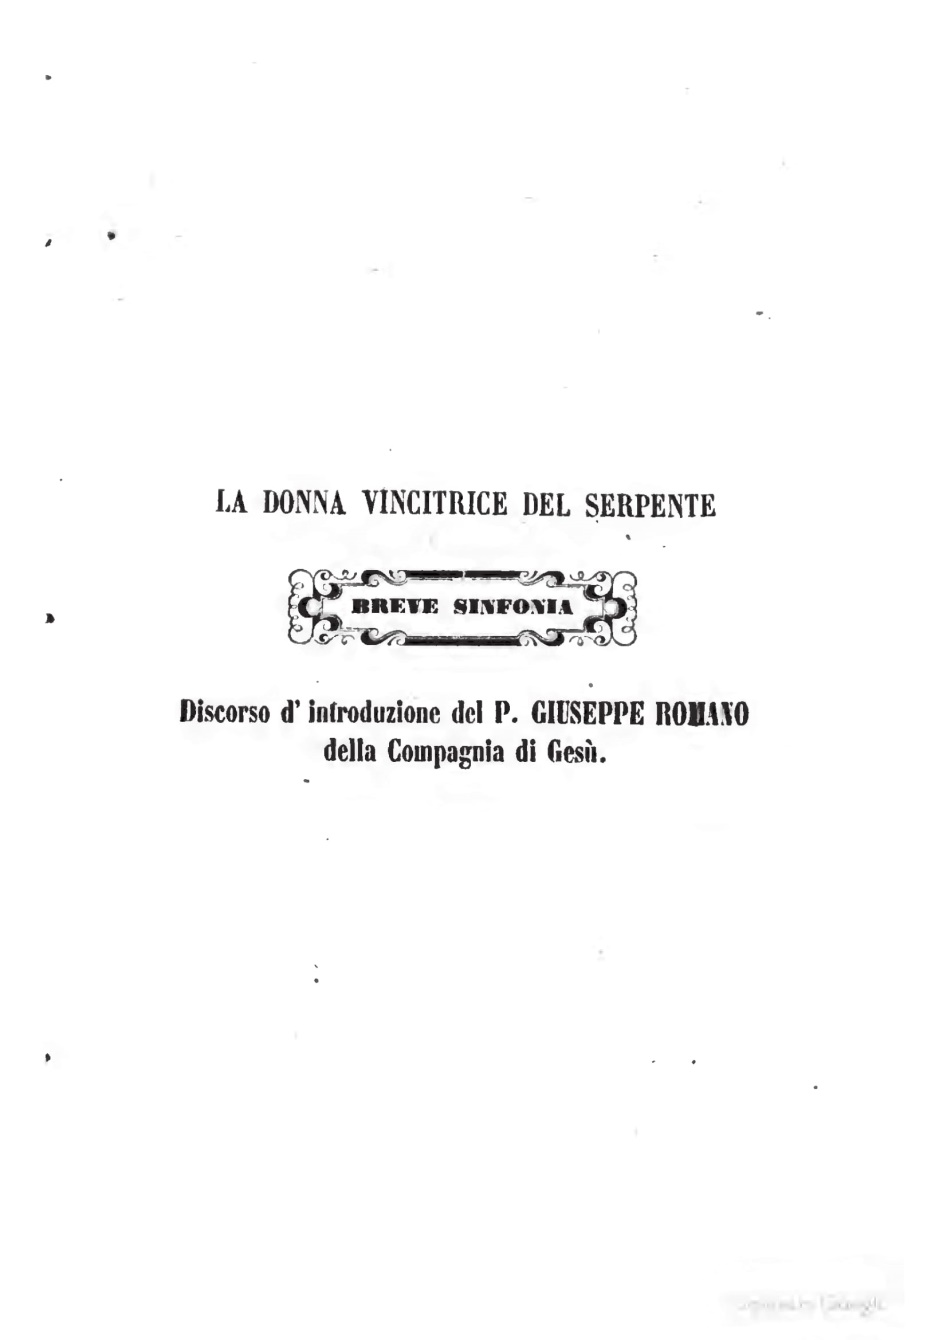 LA DONNA VINCITRICE DEL SERPENTE
BREVE SINFONIA
Discorso d' introduzione del P. GIUSEPPE ROMANO
della Compagnia di Gesù.